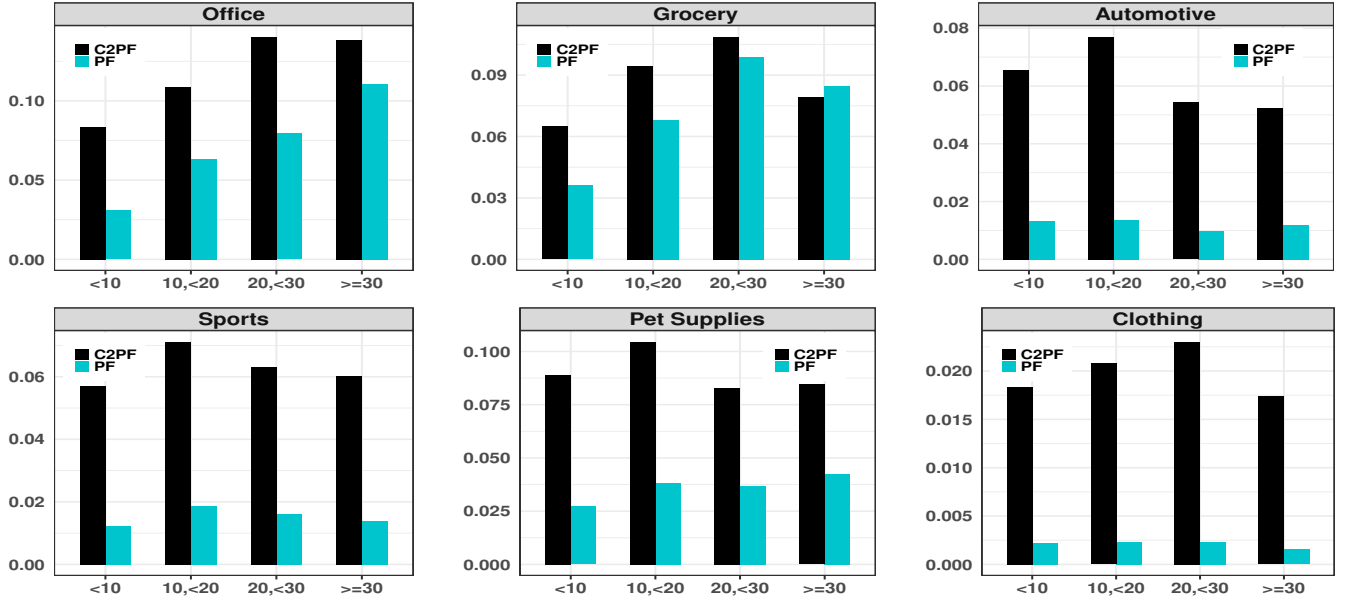 Office
C2PF
PF
0.10
0.05
0.00
<10
10,<20
20,<30
>=30
Grocery
C2PF
PF
0.09
0.06
0.03
0.00
<10
10,<20
20,<30
>=30
Automotive
C2PF
PF
0.08
0.06
0.04
0.02
0.00
<10
10,<20
20,<30
>=30
Sports
C2PF
PF
0.06
0.04
0.02
0.00
<10
10,<20
20,<30
>=30
Pet Supplies
C2PF
PF
0.100
0.075
0.050
0.025
0.000
<10
10,<20
20,<30
>=30
Clothing
C2PF
PF
0.020
0.015
0.010
0.005
0.000
<10
10,<20
20,<30
>=30